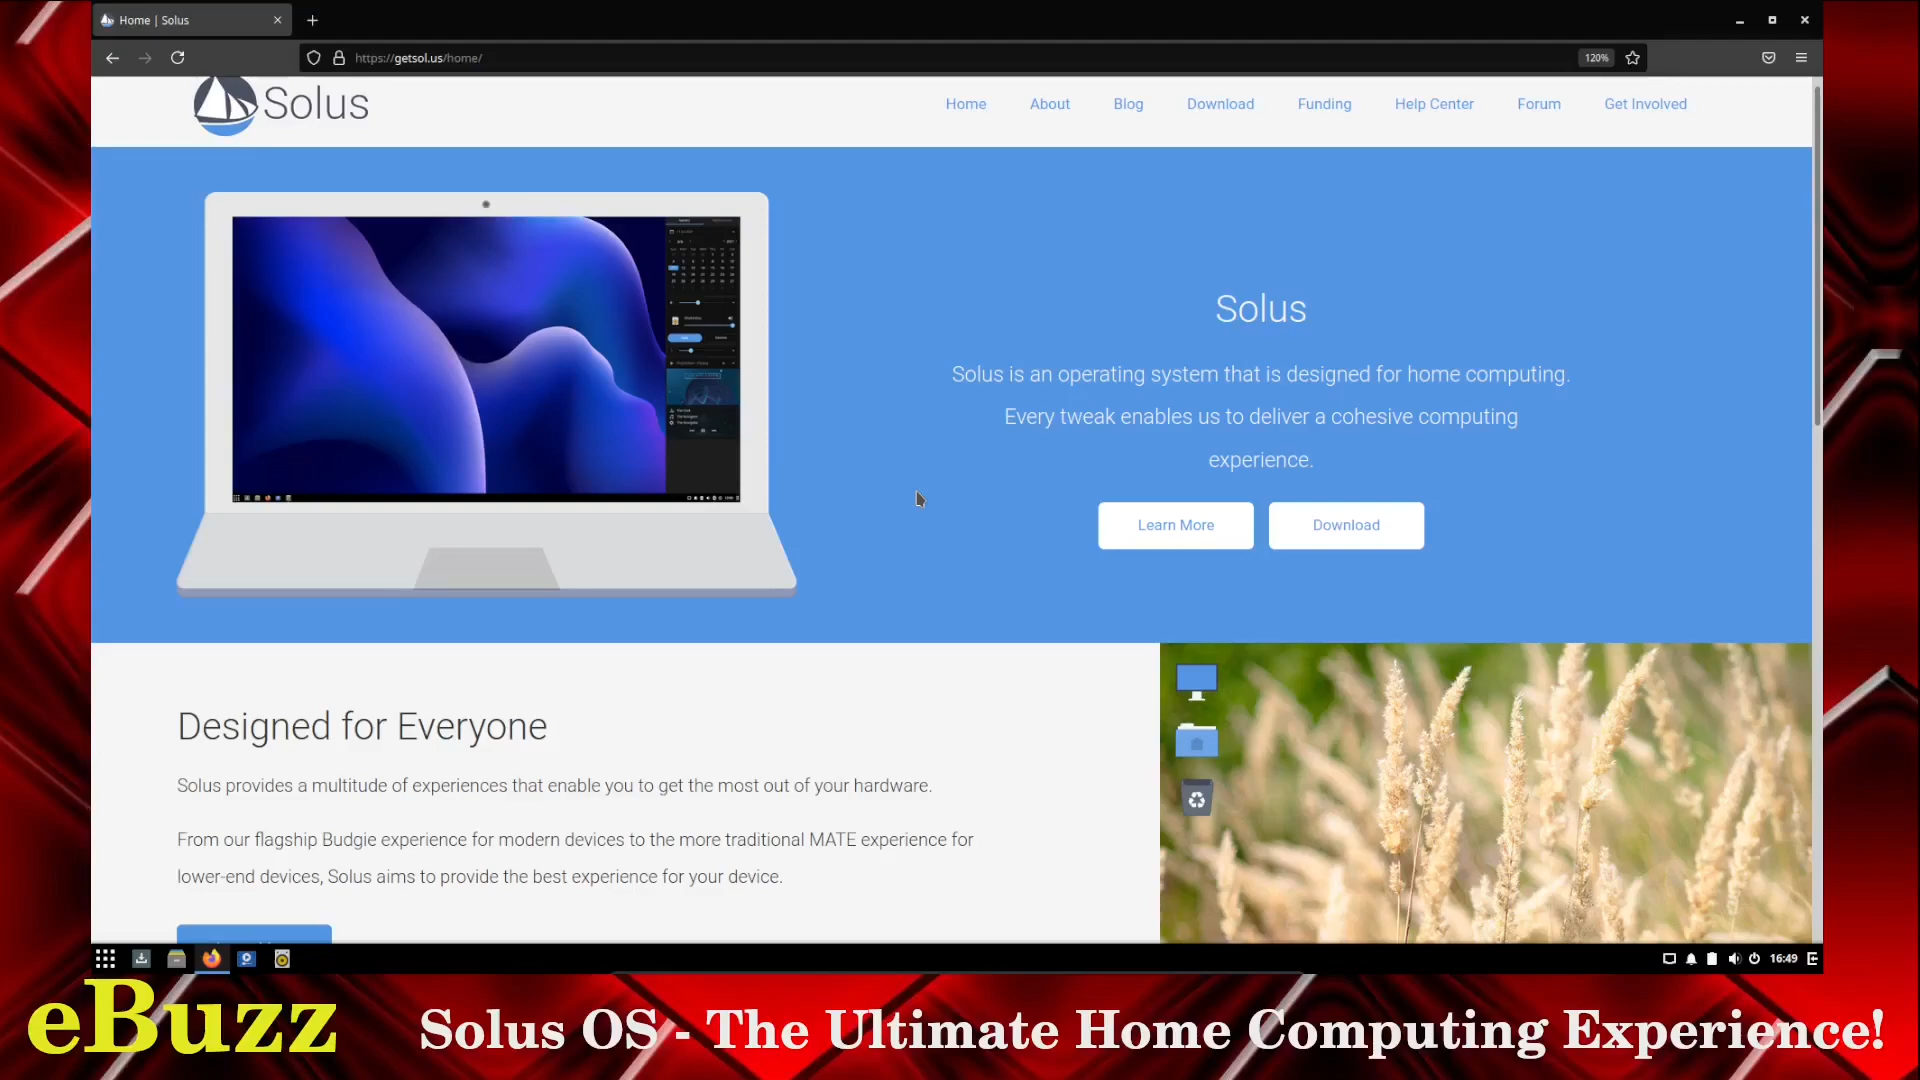 Home | Solus
https://getsol.us/home/
120%
Solus
Home About Blog Download Funding Help Center Forum Get Involved
Solus
Solus is an operating system that is designed for home computing.
Every tweak enables us to deliver a cohesive computing
experience.
Learn More Download
Designed for Everyone
Solus provides a multitude of experiences that enable you to get the most out of your hardware.
From our flagship Budgie experience for modern devices to the more traditional MATE experience for
lower-end devices, Solus aims to provide the best experience for your device.
16:49
eBuzz Solus OS - The Ultimate Home Computing Experience!